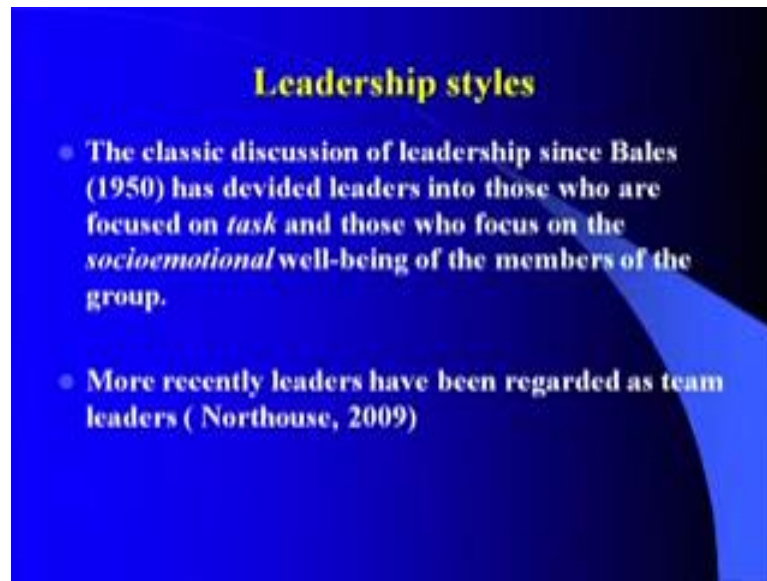 Leadership styles
The classic discussion of leadership since Bales
(1950) has devided leaders into those who are
focused on task and those who focus on the
socioemotional well-being of the members of the
group.
More recently leaders have been regarded as team
leaders ( Northouse, 2009)